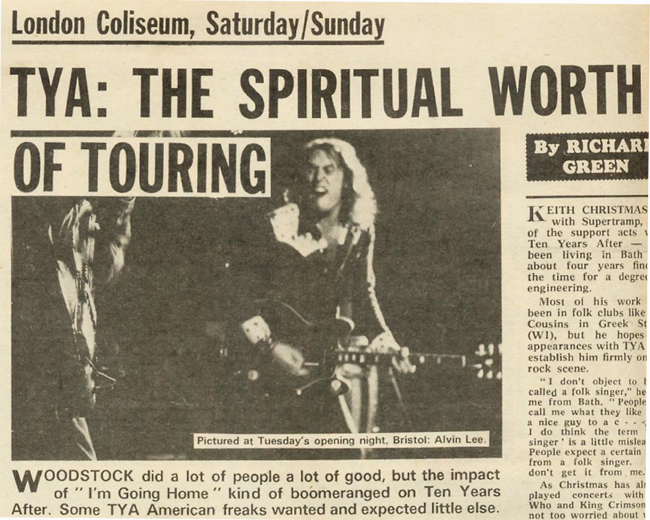 London Coliseum, Saturday/Sunday
TYA: THE SPIRITUAL WORTH
OF TOURING
Pictured at Tuesday's opening night, Bristol: Alvin Lee.
WOODSTOCK did a lot of people a lot of good, but the impact
of "I'm Going Home" kind of boomeranged on Ten Years
After. Some TYA American freaks wanted and expected little else.
By RICHAR
GREEN
KEITH CHRISTMAS
with Supertramp,
of the support acts
Ten Years After —
been living in Bath
about four years
the time for a degree
engineering.
Most of his work
been in folk clubs like
Cousins in Greek St
(W1), but he hopes
appearances with TYA
establish him firmly on
rock scene.
"I don't object to
called a folk singer," he
me from Bath. "People
call me what they like
a nice guy to a c - - -
I do think the term
singer' is a little
People expect a certain
from a folk singer.
don't get it from me."
As Christmas has
played concerts with
Who and King Crimson
not too worried about